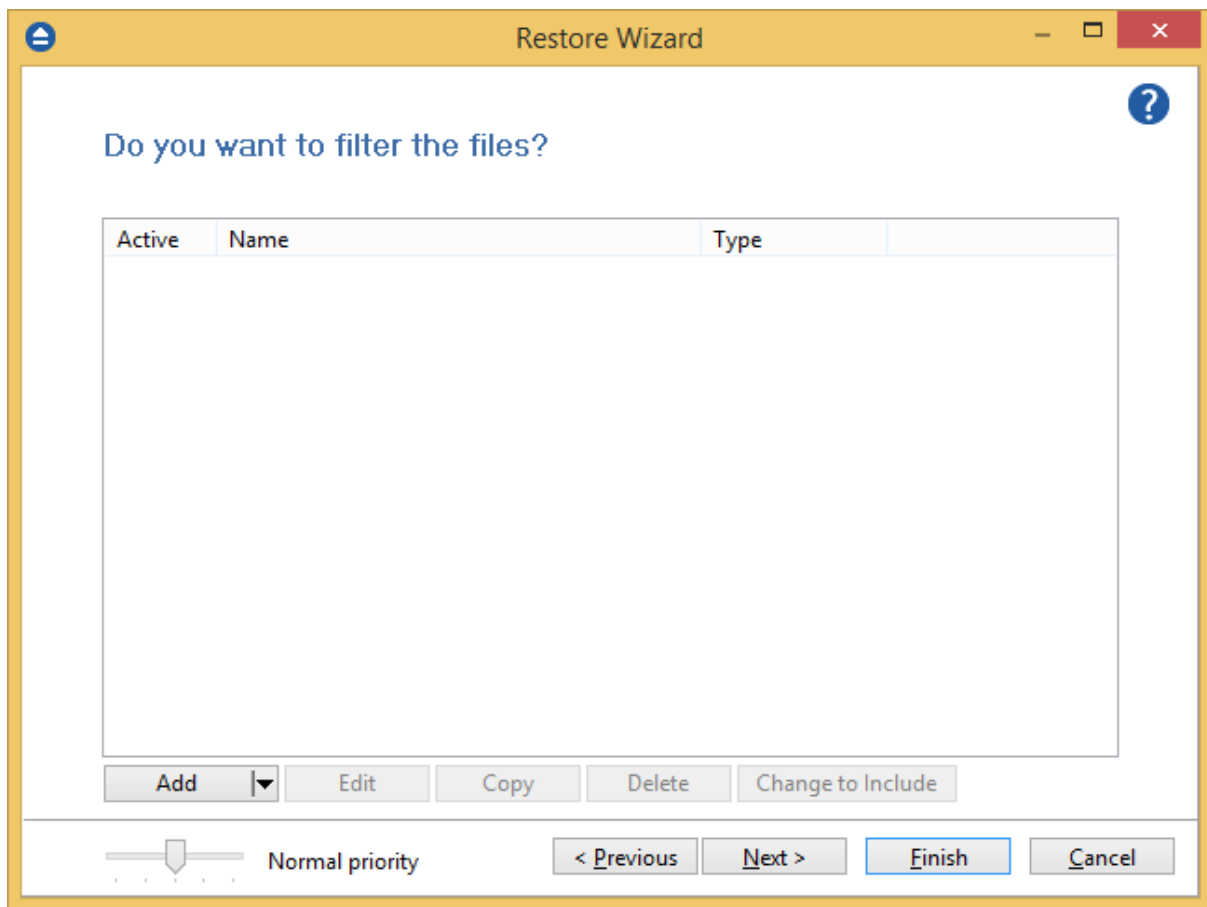 Restore Wizard
?
Do you want to filter the files?
Active Name Type
Add Edit Copy Delete Change to Include
Normal priority < Previous Next > Finish Cancel